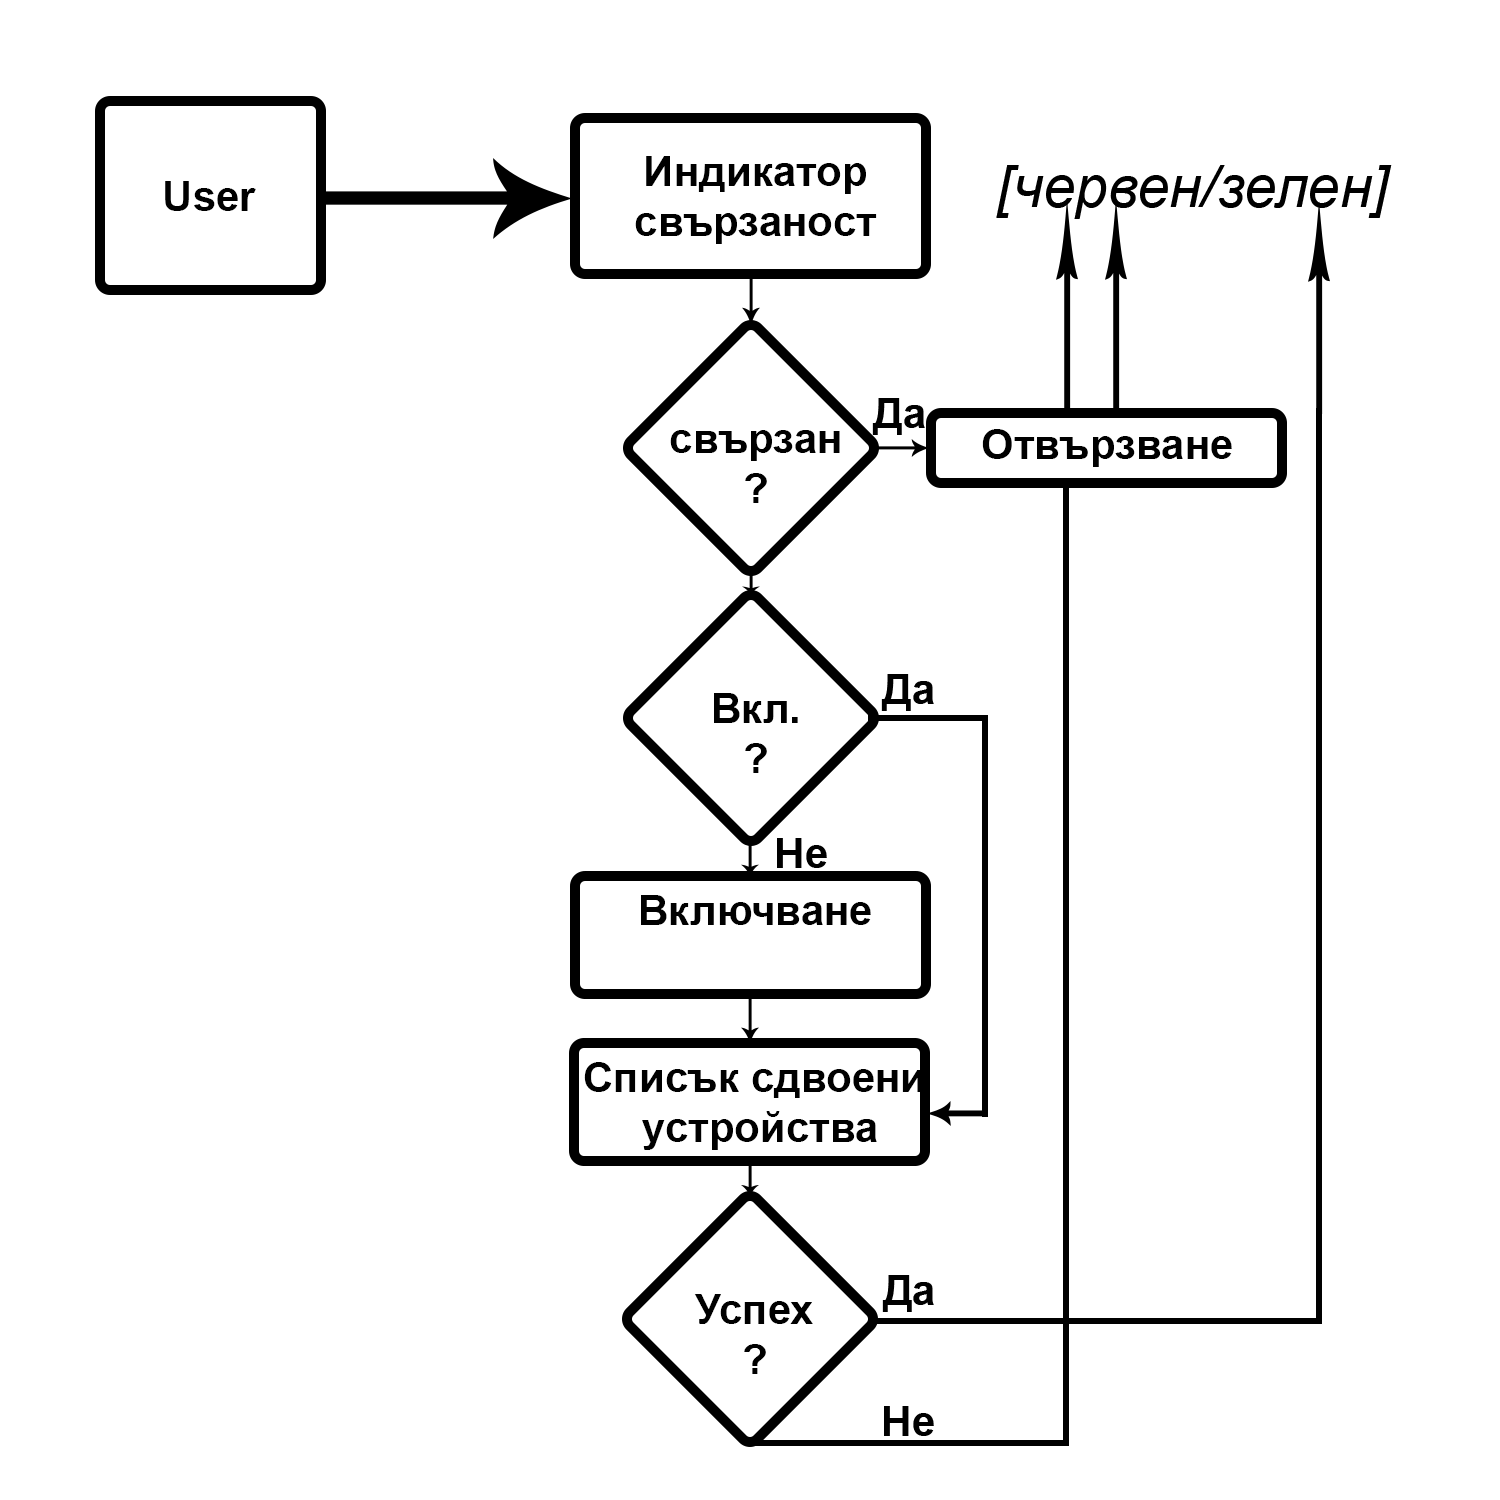 User
Индикатор
свързаност
[червен/зелен]
свързан
?
Да
Отвързване
Вкл.
?
Да
Не
Включване
Списък сдвоени
устройства
Успех
?
Да
Не